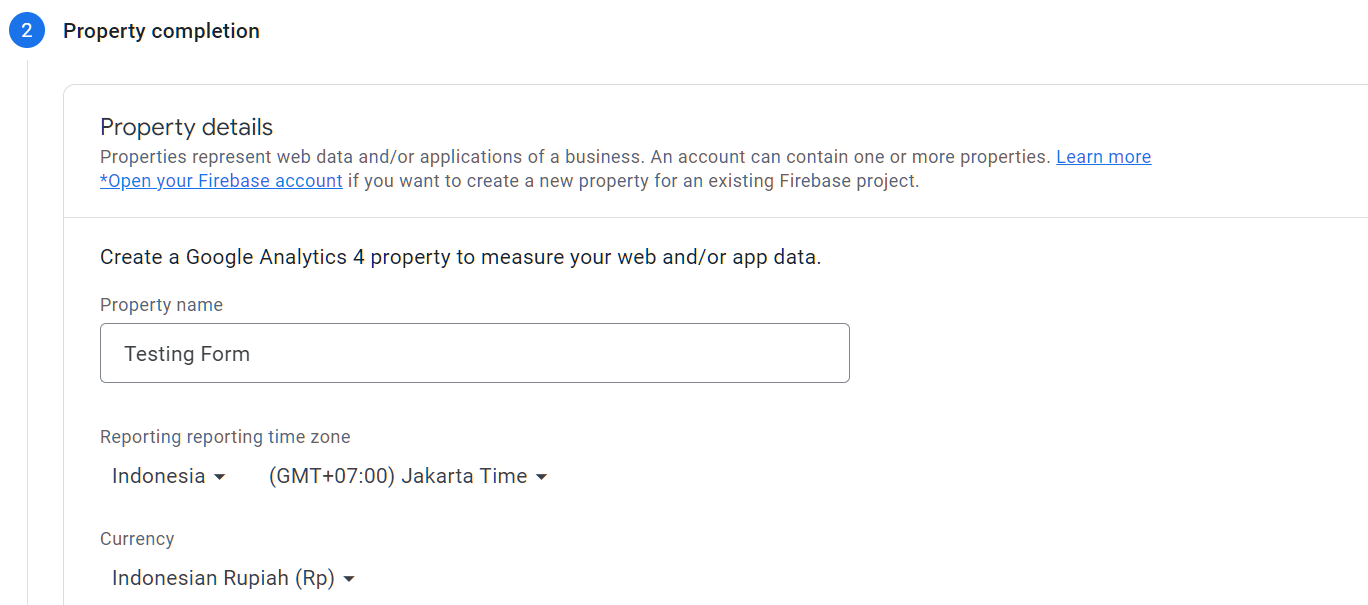 2 Property completion
Property details
Properties represent web data and/or applications of a business. An account can contain one or more properties. Learn more
*Open your Firebase account if you want to create a new property for an existing Firebase project.
Create a Google Analytics 4 property to measure your web and/or app data.
Property name
Testing Form
Reporting reporting time zone
Indonesia (GMT+07:00) Jakarta Time
Currency
Indonesian Rupiah (Rp)